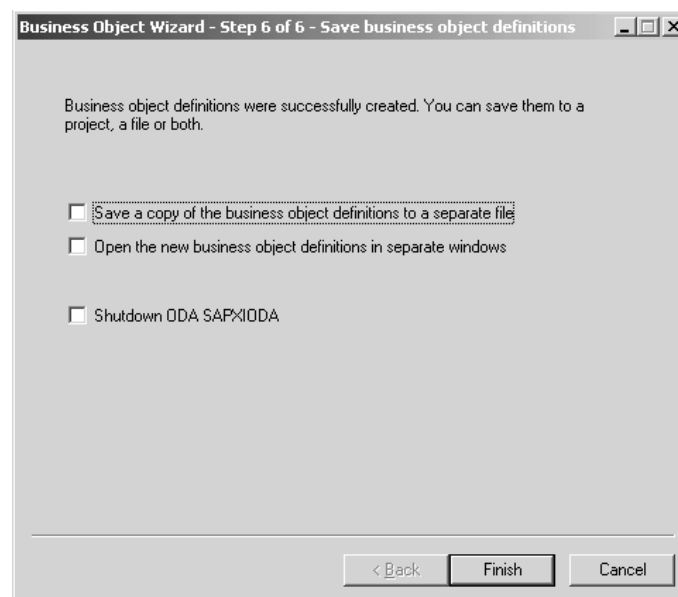 Business Object Wizard - Step 6 of 6 - Save business object definitions
Business object definitions were successfully created. You can save them to a
project, a file or both.
Save a copy of the business object definitions to a separate file
Open the new business object definitions in separate windows
Shutdown ODA SAPXIODA
< Back
Finish
Cancel